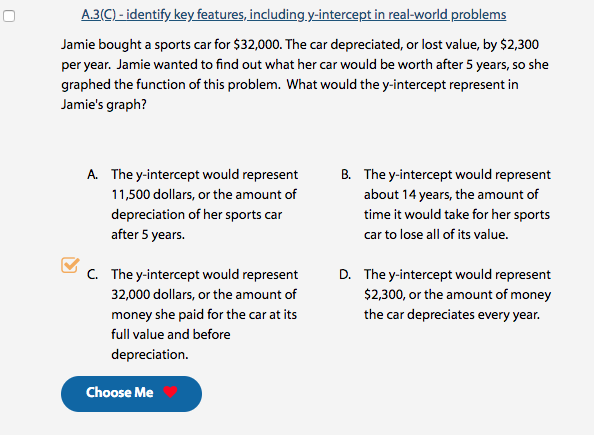 A.3(C) - identify key features, including y-intercept in real-world problems
Jamie bought a sports car for $32,000. The car depreciated, or lost value, by $2,300
per year. Jamie wanted to find out what her car would be worth after 5 years, so she
graphed the function of this problem. What would the y-intercept represent in
Jamie's graph?
A. The y-intercept would represent
11,500 dollars, or the amount of
depreciation of her sports car
after 5 years.
B. The y-intercept would represent
about 14 years, the amount of
time it would take for her sports
car to lose all of its value.
C. The y-intercept would represent
32,000 dollars, or the amount of
money she paid for the car at its
full value and before
depreciation.
D. The y-intercept would represent
$2,300, or the amount of money
the car depreciates every year.
Choose Me